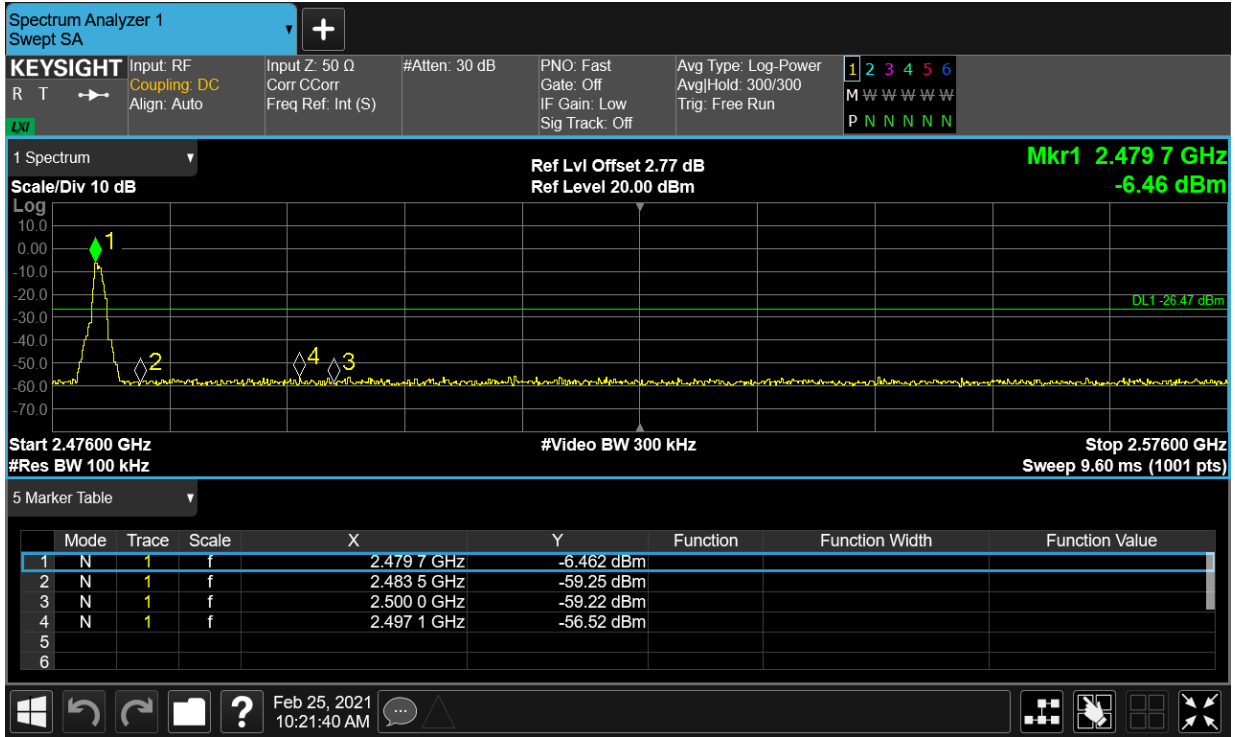 Spectrum Analyzer 1
Swept SA
KEYSIGHT
R T
LXI
Input: RF
Coupling: DC
Align: Auto
Input Z: 50 Ω
Corr CCorr
Freq Ref: Int (S)
#Atten: 30 dB
PNO: Fast
Gate: Off
IF Gain: Low
Sig Track: Off
Avg Type: Log-Power
Avg|Hold: 300/300
Trig: Free Run
1 2 3 4 5 6
M W W W W W
P N N N N N
1 Spectrum
Scale/Div 10 dB
Ref Lvl Offset 2.77 dB
Ref Level 20.00 dBm
Mkr1 2.479 7 GHz
-6.46 dBm
Log
10.0
0.00
-10.0
-20.0
-30.0
-40.0
-50.0
-60.0
-70.0
1
2
4
3
DL1 -26.47 dBm
Start 2.47600 GHz
#Res BW 100 kHz
#Video BW 300 kHz
Stop 2.57600 GHz
Sweep 9.60 ms (1001 pts)
5 Marker Table
Mode Trace Scale X Y Function Function Width Function Value
1 N 1 f 2.479 7 GHz -6.462 dBm
2 N 1 f 2.483 5 GHz -59.25 dBm
3 N 1 f 2.500 0 GHz -59.22 dBm
4 N 1 f 2.497 1 GHz -56.52 dBm
5
6
?
Feb 25, 2021
10:21:40 AM